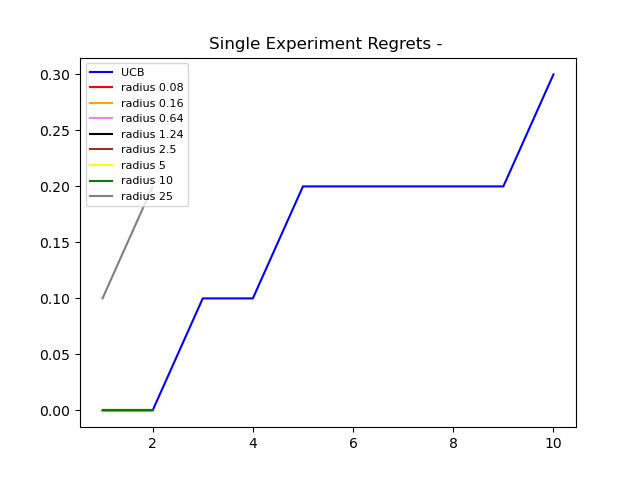 Single Experiment Regrets -
0.30
0.25
0.20
0.15
0.10
0.05
0.00
UCB
radius 0.08
radius 0.16
radius 0.64
radius 1.24
radius 2.5
radius 5
radius 10
radius 25
2 4 6 8 10